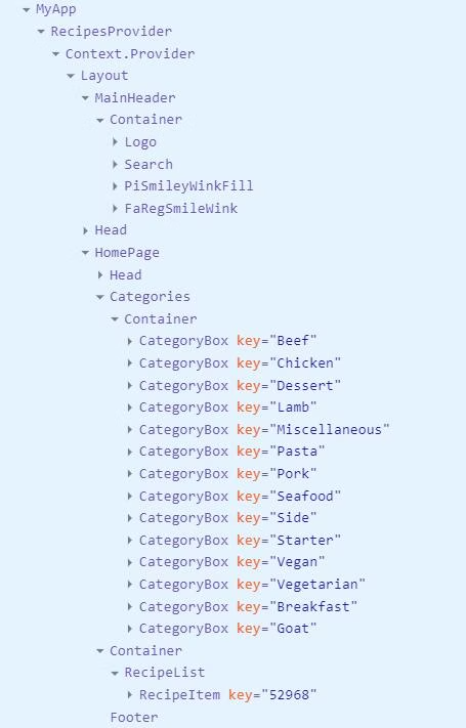 MyApp
RecipesProvider
Context.Provider
Layout
MainHeader
Container
Logo
Search
PiSmileyWinkFill
FaRegSmileWink
Head
HomePage
Head
Categories
Container
CategoryBox key="Beef"
CategoryBox key="Chicken"
CategoryBox key="Dessert"
CategoryBox key="Lamb"
CategoryBox key="Miscellaneous"
CategoryBox key="Pasta"
CategoryBox key="Pork"
CategoryBox key="Seafood"
CategoryBox key="Side"
CategoryBox key="Starter"
CategoryBox key="Vegan"
CategoryBox key="Vegetarian"
CategoryBox key="Breakfast"
CategoryBox key="Goat"
Container
RecipeList
RecipeItem key="52968"
Footer